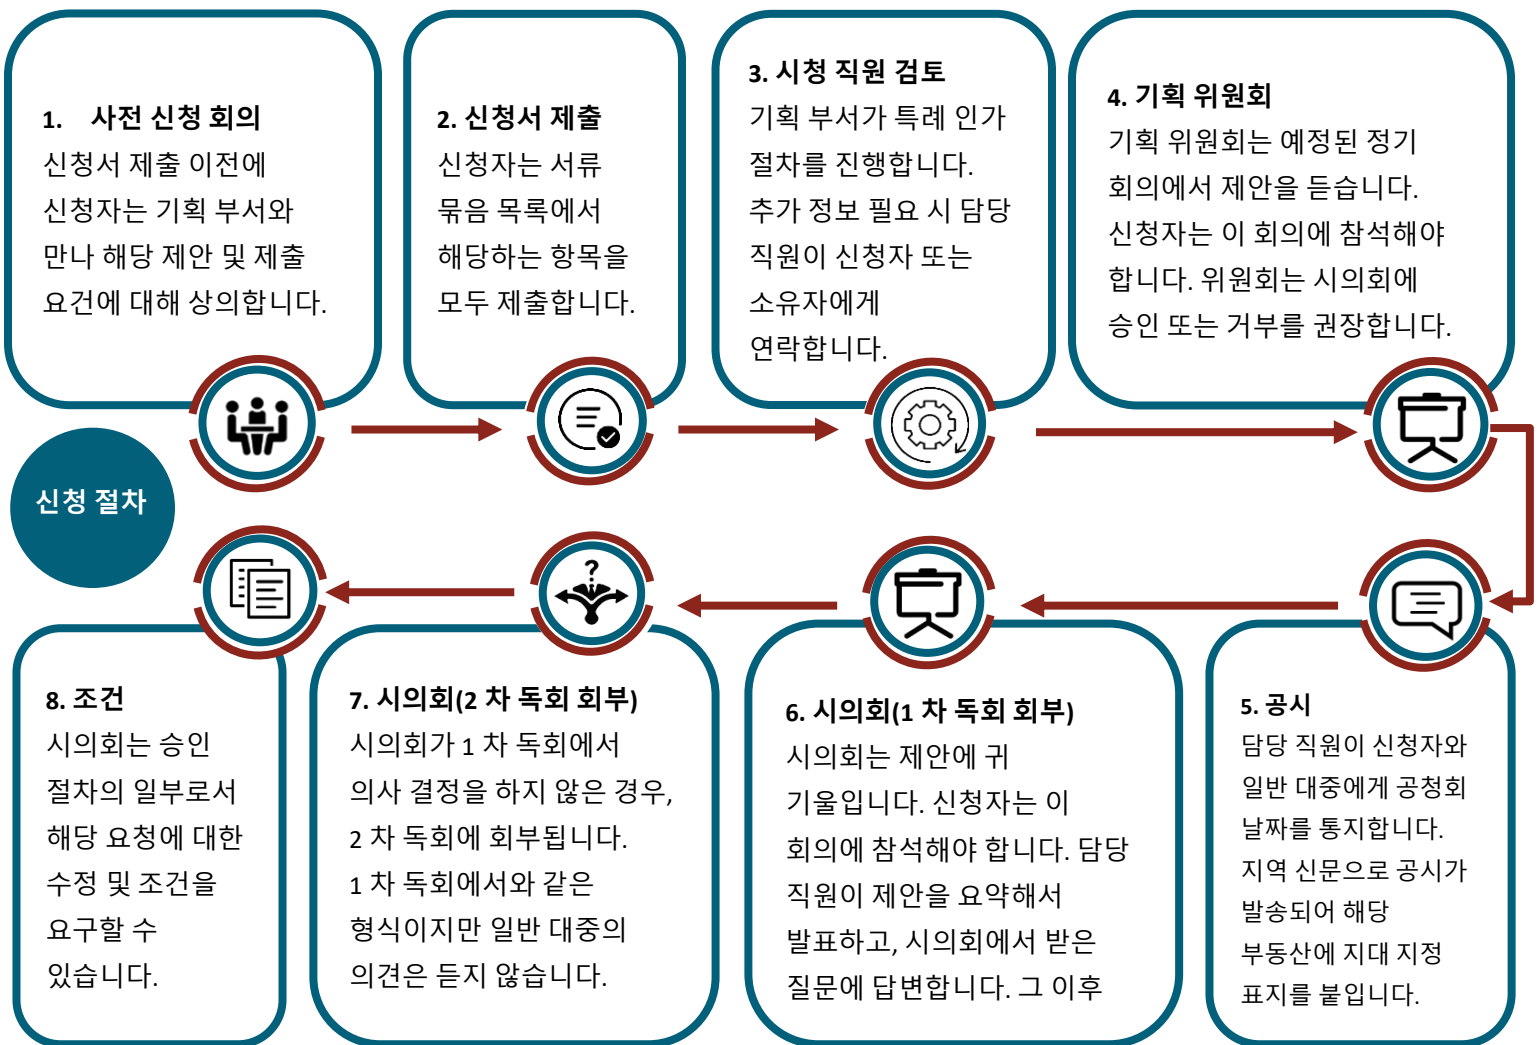 1. 사전 신청 회의
신청서 제출 이전에
신청자는 기획 부서와
만나 해당 제안 및 제출
요건에 대해 상의합니다.
2. 신청서 제출
신청자는 서류
묶음 목록에서
해당하는 항목을
모두 제출합니다.
3. 시청 직원 검토
기획 부서가 특례 인가
절차를 진행합니다.
추가 정보 필요 시 담당
직원이 신청자 또는
소유자에게
연락합니다.
4. 기획 위원회
기획 위원회는 예정된 정기
회의에서 제안을 듣습니다.
신청자는 이 회의에 참석해야
합니다. 위원회는 시의회에
승인 또는 거부를 권장합니다.
신청 절차
?
5. 공시
담당 직원이 신청자와
일반 대중에게 공청회
날짜를 통지합니다.
지역 신문으로 공시가
발송되어 해당
부동산에 지대 지정
표지를 붙입니다.
6. 시의회(1 차 독회 회부)
시의회는 제안에 귀
기울입니다. 신청자는 이
회의에 참석해야 합니다. 담당
직원이 제안을 요약해서
발표하고, 시의회에서 받은
질문에 답변합니다. 그 이후
7. 시의회(2 차 독회 회부)
시의회가 1 차 독회에서
의사 결정을 하지 않은 경우,
2 차 독회에 회부됩니다.
1 차 독회에서와 같은
형식이지만 일반 대중의
의견은 듣지 않습니다.
8. 조건
시의회는 승인
절차의 일부로서
해당 요청에 대한
수정 및 조건을
요구할 수
있습니다.